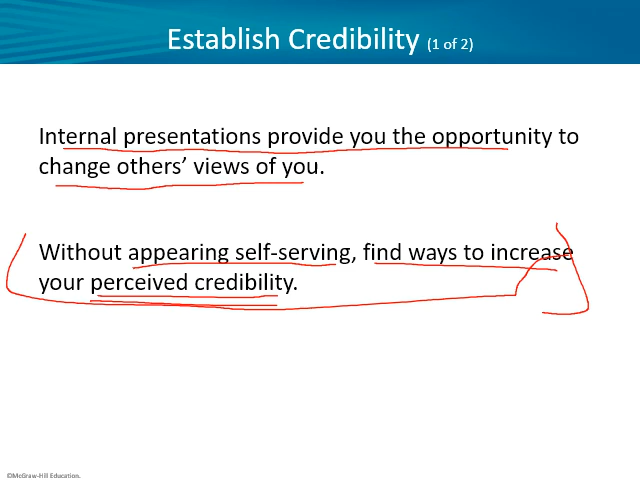 Establish Credibility (1 of 2)
Internal presentations provide you the opportunity to
change others’ views of you.
Without appearing self-serving, find ways to increase
your perceived credibility.
©McGraw-Hill Education.